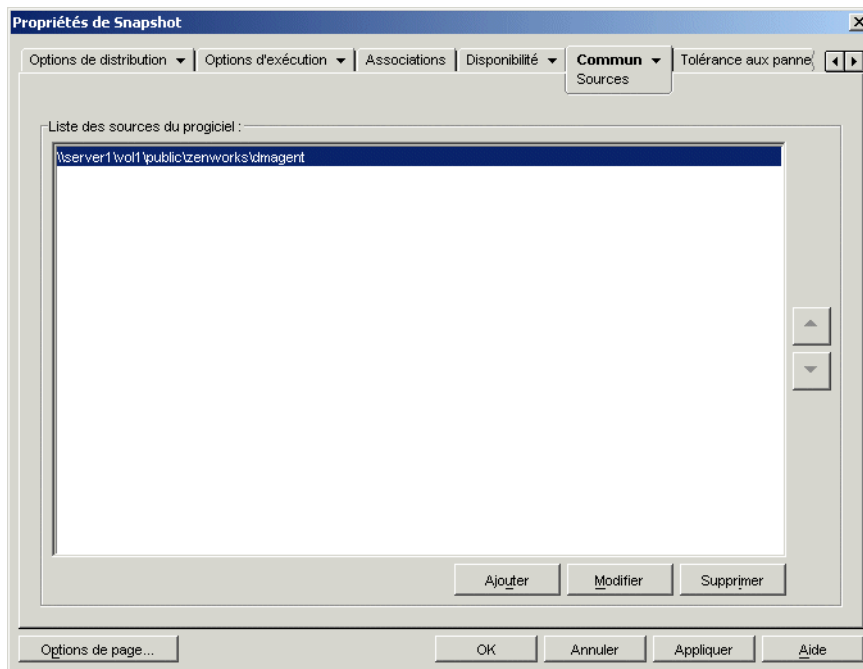 Propriétés de Snapshot
Options de distribution
Options d'exécution
Associations
Disponibilité
Commun
Tolérance aux panne
Sources
Liste des sources du progiciel :
\\server1\vol1\public\zenworks\dmagent
Ajouter
Modifier
Supprimer
Options de page...
OK
Annuler
Appliquer
Aide